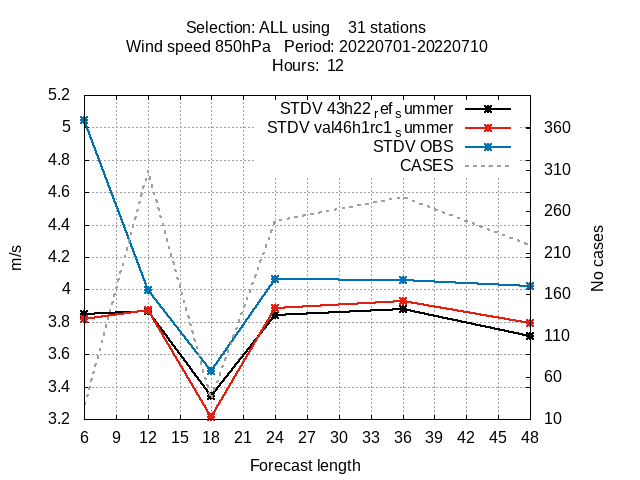 Selection: ALL using    31 stations
Wind speed 850hPa   Period: 20220701-20220710
Hours:  12
STDV 43h22_ref_summer
STDV val46h1rc1_summer
STDV OBS
CASES
5.2
5
4.8
4.6
4.4
4.2
4
3.8
3.6
3.4
3.2
m/s
360
310
260
210
160
110
60
10
No cases
6 9 12 15 18 21 24 27 30 33 36 39 42 45 48
Forecast length